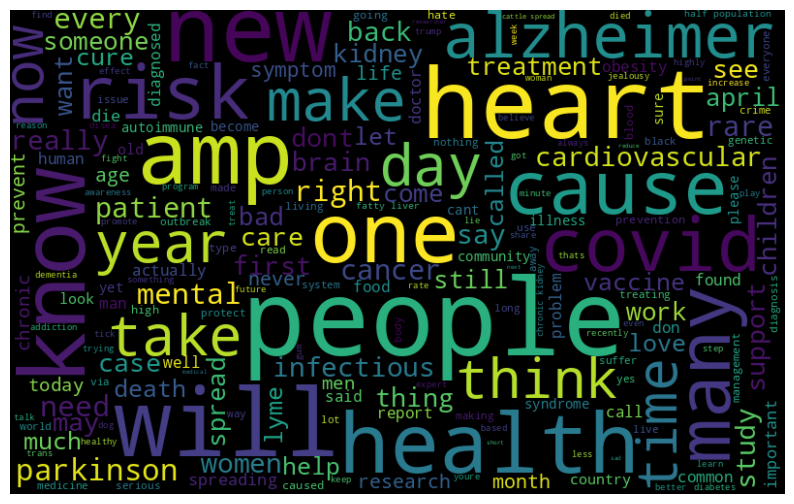 every
someone
new
back
hate
going
cattle spread
died
half population
find
trump
researcher
alzheimer
now
want
cure
diagnosed
risk
kidney
symptom
life
make
doctor
heart
treatment
obesity
week
woman
jealousy
see
sure
everyone
highly
increase
april
crime
reason
effect
fact
issue
die
autoimmune
become
really
old
human
fight
amp
dont
let
brain
day
nothing
believe
always
blood
black
rare
genetic
cardiovascular
prevent
age
awareness
program
made
person
right
come
called
got
minute
reduce
cause
please
play
patient
promote
outbreak
treat
living
fatty liver
cant
lie
say
illness
prevention
use
share
children
know
year
bad
care
one
type
read
actually
first
cancer
community
away
thats
covid
dementia
something
yet
never
system
food
still
vaccine
found
chronic
look
man
mental
future
rate
long
chronic kidney
problem
treating
diagnosis
addiction
tick
high
protect
people
don
work
even
recently
many
support
trying
take
case
well
infectious
body
gun
think
love
suffer
yes
time
step
management
today
via
death
men
thing
said
syndrome
call
need
talk
spread
lyme
will
report
making
live
study
important
world
dog
may
way
lot
health
based
less
much
healthy
women
help
expert
common
learn
trans
parkinson
spreading
caused
keep
youre
short
sad
country
better
diabetes
medicine
serious
medical
research
month